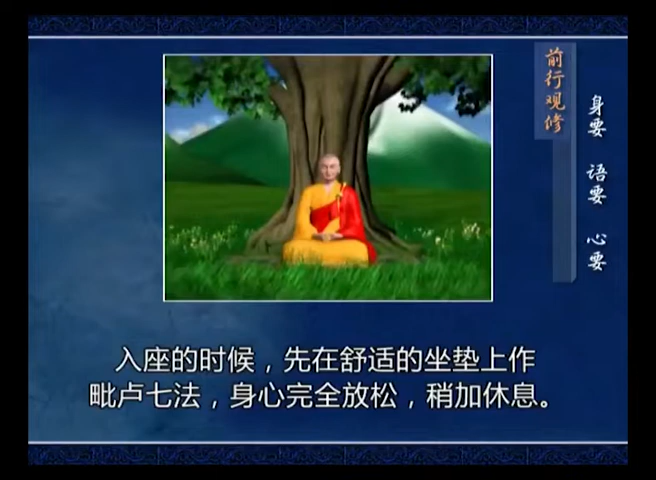 前行观修
身要 语要 心要
入座的时候，先在舒适的坐垫上作
毗卢七法，身心完全放松，稍加休息。